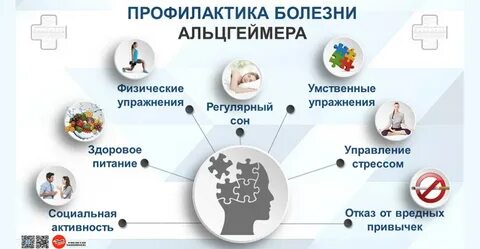 ПРОФИЛАКТИКА БОЛЕЗНИ
АЛЬЦГЕЙМЕРА
Физические
упражнения
Регулярный
сон
Умственные
упражнения
Здоровое
питание
Управление
стрессом
Социальная
активность
Отказ от вредных
привычек